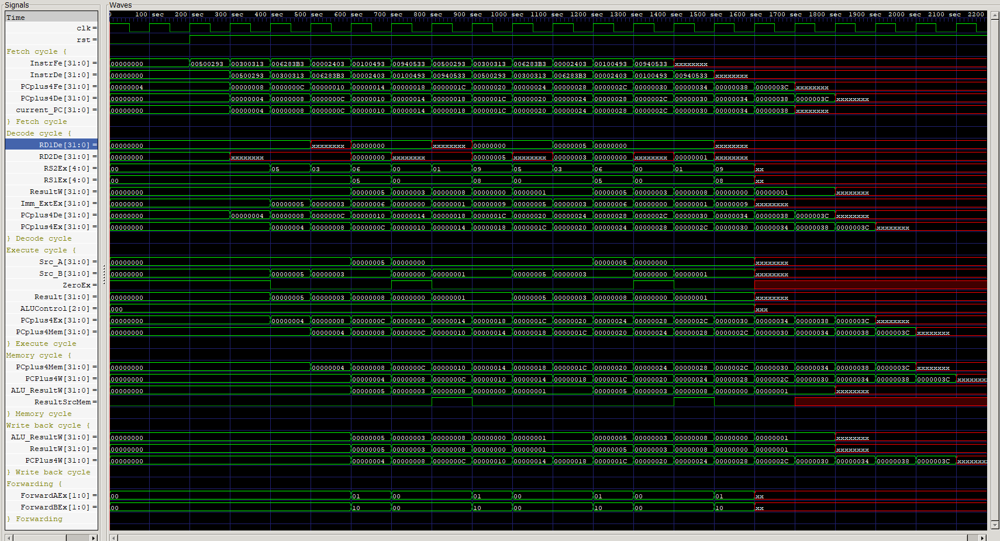 Signals
Waves
Time
100 sec 200 sec 300 sec 400 sec 500 sec 600 sec 700 sec 800 sec 900 sec 1000 sec 1100 sec 1200 sec 1300 sec 1400 sec 1500 sec 1600 sec 1700 sec 1800 sec 1900 sec 2000 sec 2100 sec 2200
clk=
rst=
Fetch cycle {
InstrFe[31:0] = 00000000 00500293 00300313 006283B3 00002403 00100493 00940533 00500293 00300313 006283B3 00002403 00100493 00940533 xxxxxxxx
InstrDe[31:0] = 00000000 00500293 00300313 006283B3 00002403 00100493 00940533 00500293 00300313 006283B3 00002403 00100493 00940533 xxxxxxxx
PCplus4Fe[31:0] = 00000004 00000008 0000000C 00000010 00000014 00000018 0000001C 00000020 00000024 00000028 0000002C 00000030 00000034 00000038 0000003C xxxxxxxx
PCplus4De[31:0] = 00000000 00000004 00000008 0000000C 00000010 00000014 00000018 0000001C 00000020 00000024 00000028 0000002C 00000030 00000034 00000038 0000003C xxxxxxxx
current_PC[31:0] = 00000000 00000004 00000008 0000000C 00000010 00000014 00000018 0000001C 00000020 00000024 00000028 0000002C 00000030 00000034 00000038 xxxxxxxx
} Fetch cycle
Decode cycle {
RD1De[31:0] = 00000000 xxxxxxxx 00000000 xxxxxxxx 00000000 00000005 00000000 xxxxxxxx
RD2De[31:0] = 00000000 xxxxxxxx 00000000 xxxxxxxx 00000005 xxxxxxxx 00000003 00000000 xxxxxxxx 00000001 xxxxxxxx
RS2Ex[4:0] = 00 05 03 06 00 01 09 05 03 06 00 01 09 xx
RS1Ex[4:0] = 00 05 00 08 00 05 00 08 xx
ResultW[31:0] = 00000000 00000005 00000003 00000008 00000000 00000001 00000005 00000003 00000008 00000000 00000001 xxxxxxxx
Imm_ExtEx[31:0] = 00000000 00000005 00000003 00000006 00000000 00000001 00000009 00000005 00000003 00000006 00000000 00000001 00000009 xxxxxxxx
PCplus4De[31:0] = 00000000 00000004 00000008 0000000C 00000010 00000014 00000018 0000001C 00000020 00000024 00000028 0000002C 00000030 00000034 00000038 0000003C xxxxxxxx
PCplus4Ex[31:0] = 00000000 00000004 00000008 0000000C 00000010 00000014 00000018 0000001C 00000020 00000024 00000028 0000002C 00000030 00000034 00000038 0000003C xxxxxxxx
} Decode cycle
Execute cycle {
Src_A[31:0] = 00000000 00000005 00000000 00000005 00000000 xxxxxxxx
Src_B[31:0] = 00000000 00000005 00000003 00000000 00000001 00000005 00000003 00000000 00000001 xxxxxxxx
ZeroEx=
Result[31:0] = 00000000 00000005 00000003 00000008 00000000 00000001 00000005 00000003 00000008 00000000 00000001 xxxxxxxx
ALUControl[2:0] = 000 xxx
PCplus4Ex[31:0] = 00000000 00000004 00000008 0000000C 00000010 00000014 00000018 0000001C 00000020 00000024 00000028 0000002C 00000030 00000034 00000038 0000003C xxxxxxxx
PCplus4Mem[31:0] = 00000000 00000004 00000008 0000000C 00000010 00000014 00000018 0000001C 00000020 00000024 00000028 0000002C 00000030 00000034 00000038 0000003C xxxxxxxx
} Execute cycle
Memory cycle {
PCplus4Mem[31:0] = 00000000 00000004 00000008 0000000C 00000010 00000014 00000018 0000001C 00000020 00000024 00000028 0000002C 00000030 00000034 00000038 0000003C xxxxxxxx
PCPlus4W[31:0] = 00000000 00000004 00000008 0000000C 00000010 00000014 00000018 0000001C 00000020 00000024 00000028 0000002C 00000030 00000034 00000038 0000003C xxxxxxxx
ALU_ResultW[31:0] = 00000000 00000005 00000003 00000008 00000000 00000001 00000005 00000003 00000008 00000000 00000001 xxxxxxxx
ResultSrcMem=
} Memory cycle
Write back cycle {
ALU_ResultW[31:0] = 00000000 00000005 00000003 00000008 00000000 00000001 00000005 00000003 00000008 00000000 00000001 xxxxxxxx
ResultW[31:0] = 00000000 00000005 00000003 00000008 00000000 00000001 00000005 00000003 00000008 00000000 00000001 xxxxxxxx
PCPlus4W[31:0] = 00000000 00000004 00000008 0000000C 00000010 00000014 00000018 0000001C 00000020 00000024 00000028 0000002C 00000030 00000034 00000038 0000003C xxxxxxxx
} Write back cycle
Forwarding {
ForwardAEx[1:0] = 00 01 00 01 00 01 00 01 xx
ForwardBEx[1:0] = 00 10 00 10 00 10 00 10 xx
} Forwarding